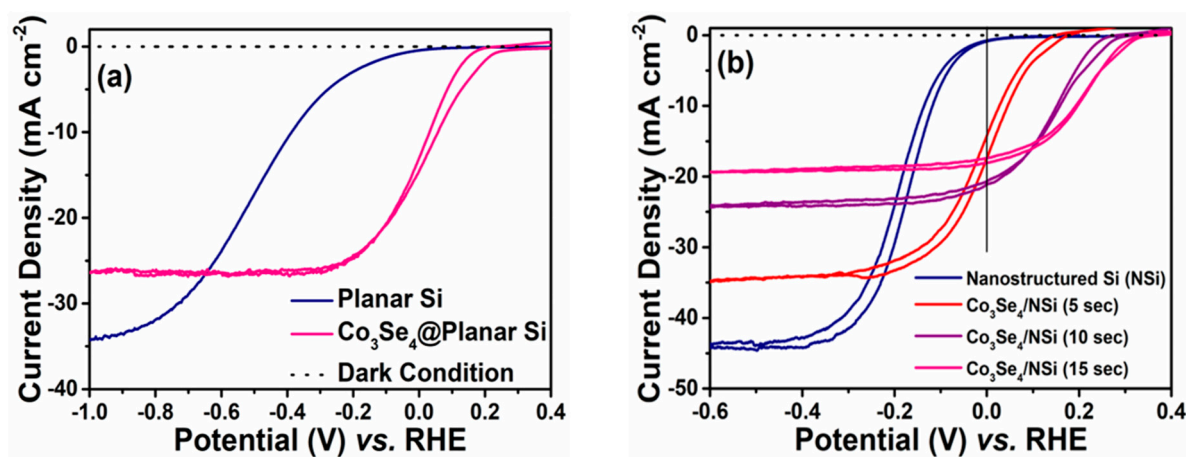 (a)
Current Density (mA cm⁻²)
0
-10
-20
-30
-40
Planar Si
Co₃Se₄@Planar Si
Dark Condition
-1.0 -0.8 -0.6 -0.4 -0.2 0.0 0.2 0.4
Potential (V) vs. RHE
(b)
Current Density (mA cm⁻²)
0
-10
-20
-30
-40
-50
Nanostructured Si (NSi)
Co₃Se₄/NSi (5 sec)
Co₃Se₄/NSi (10 sec)
Co₃Se₄/NSi (15 sec)
-0.6 -0.4 -0.2 0.0 0.2 0.4
Potential (V) vs. RHE